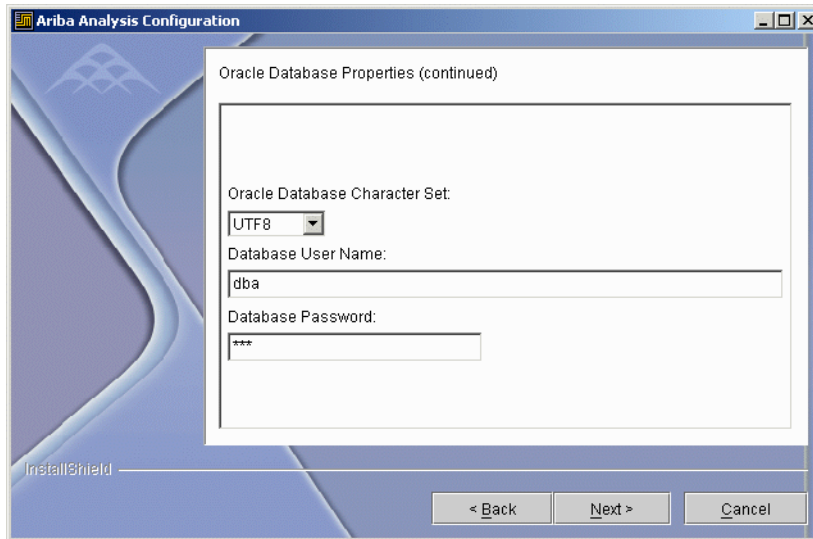 Ariba Analysis Configuration
Oracle Database Properties (continued)
Oracle Database Character Set:
UTF8
Database User Name:
dba
Database Password:
***
InstallShield
< Back
Next >
Cancel